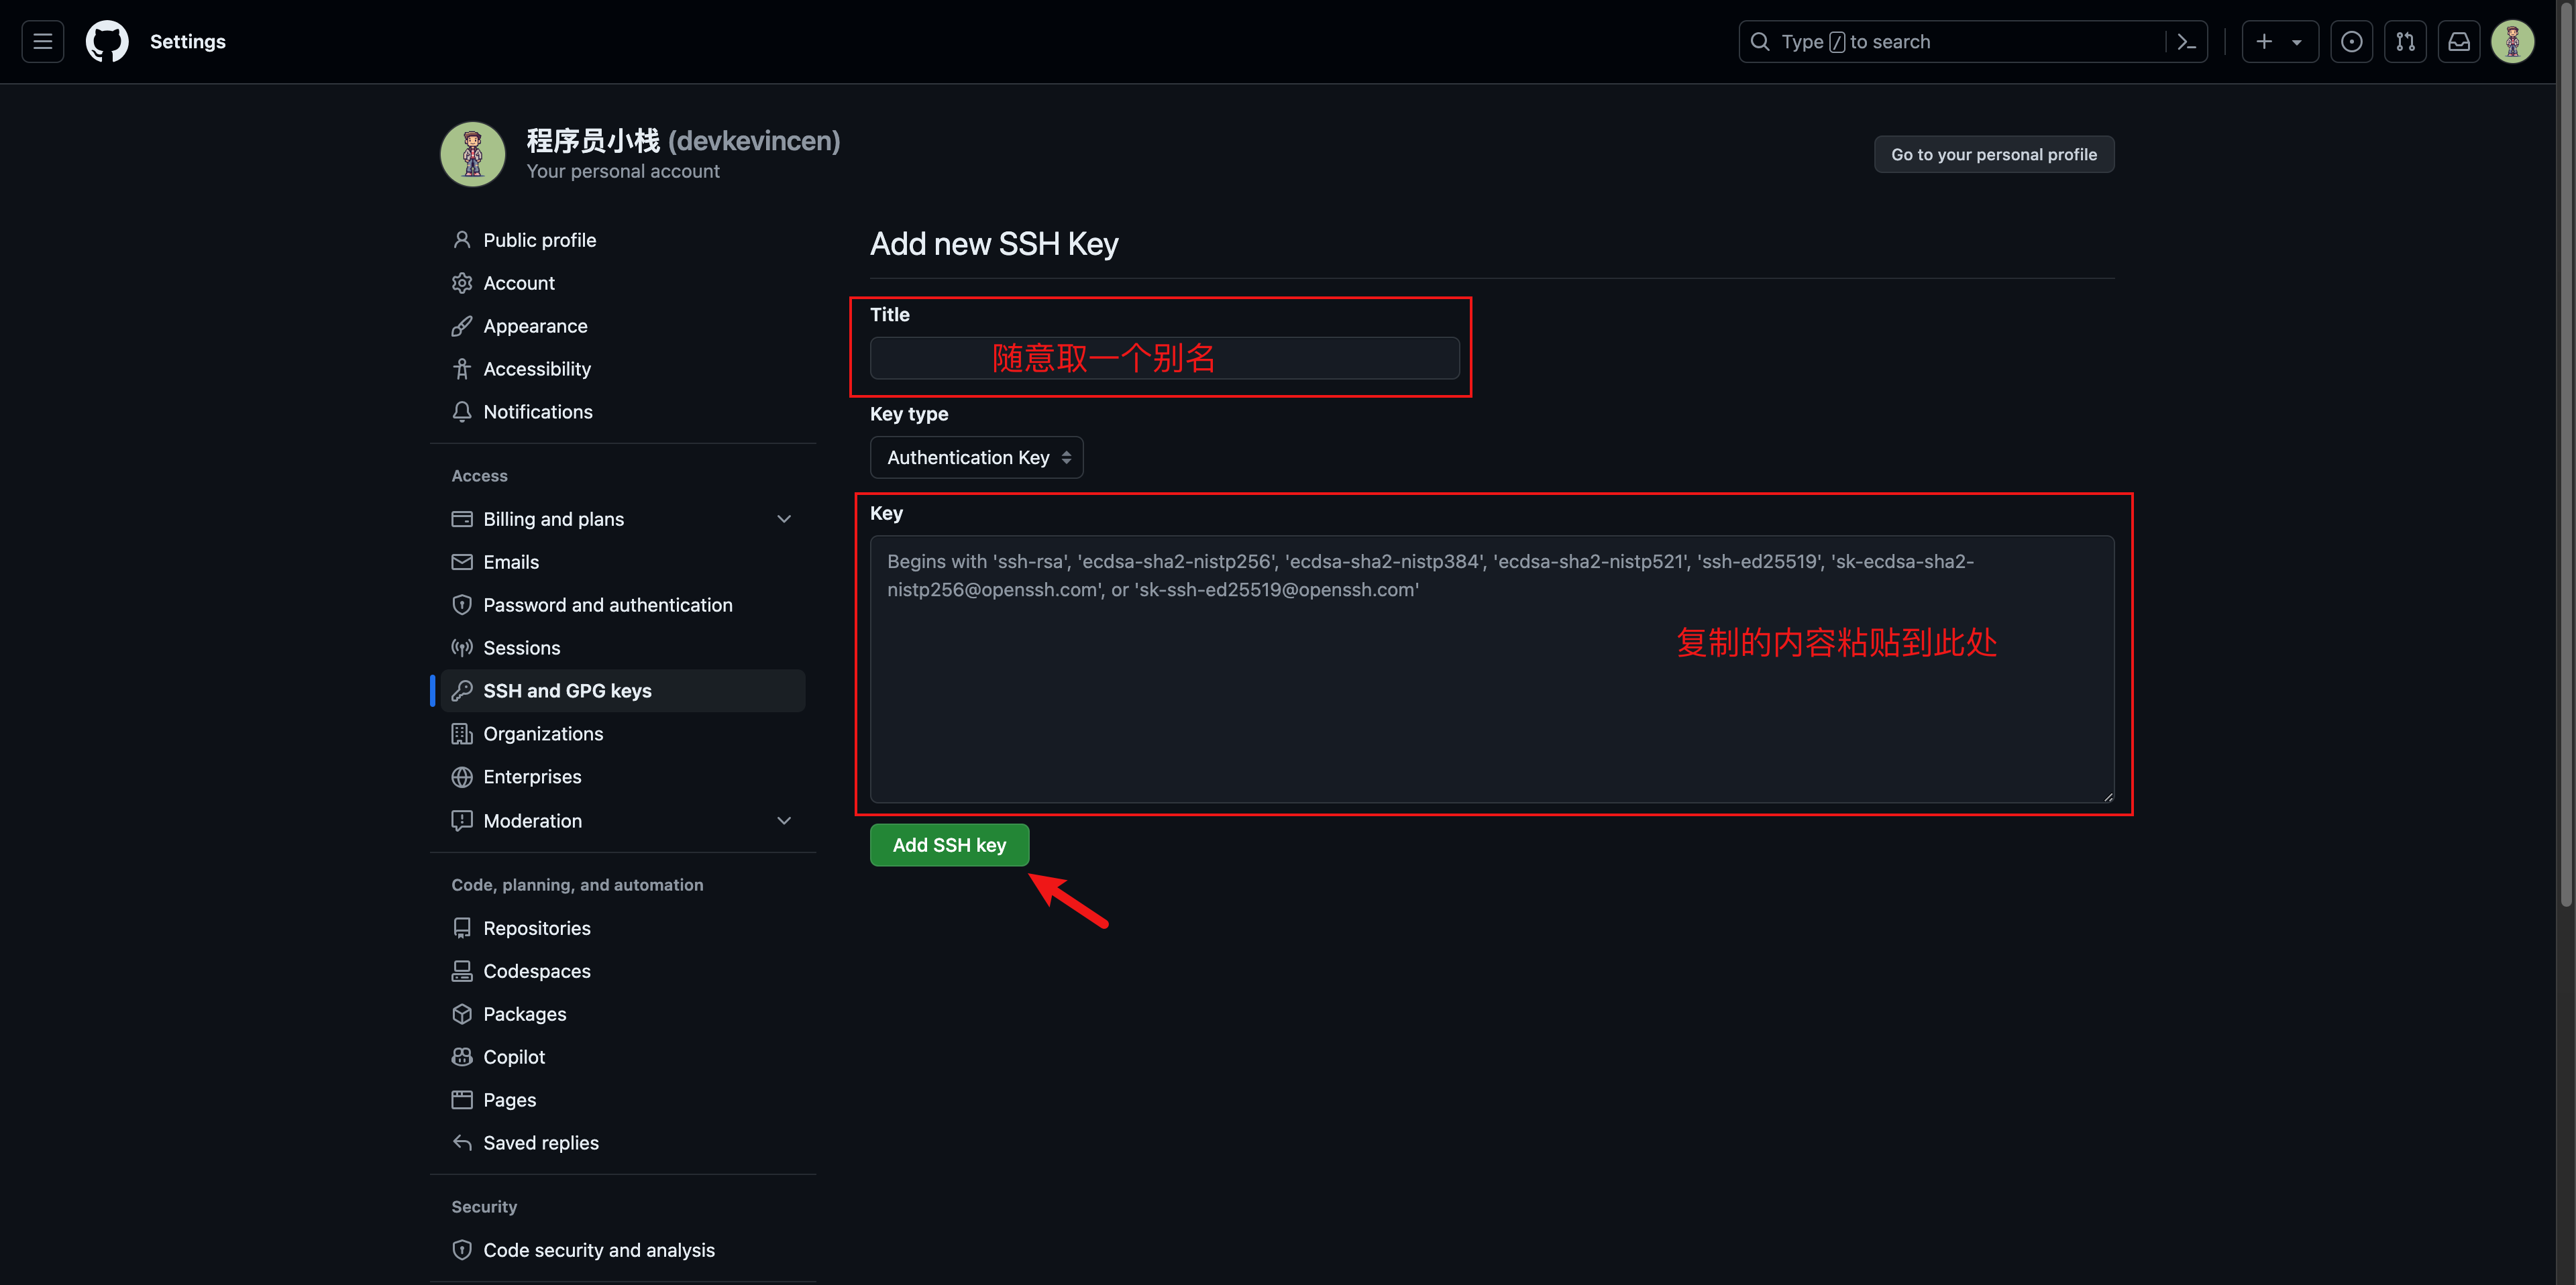 Settings
Type / to search
程序员小栈 (devkevincen)
Your personal account
Go to your personal profile
Public profile
Account
Appearance
Accessibility
Notifications
Access
Billing and plans
Emails
Password and authentication
Sessions
SSH and GPG keys
Organizations
Enterprises
Moderation
Code, planning, and automation
Repositories
Codespaces
Packages
Copilot
Pages
Saved replies
Security
Code security and analysis
Add new SSH Key
Title
随意取一个别名
Key type
Authentication Key
Key
Begins with 'ssh-rsa', 'ecdsa-sha2-nistp256', 'ecdsa-sha2-nistp384', 'ecdsa-sha2-nistp521', 'ssh-ed25519', 'sk-ecdsa-sha2-
nistp256@openssh.com', or 'sk-ssh-ed25519@openssh.com'
复制的内容粘贴到此处
Add SSH key